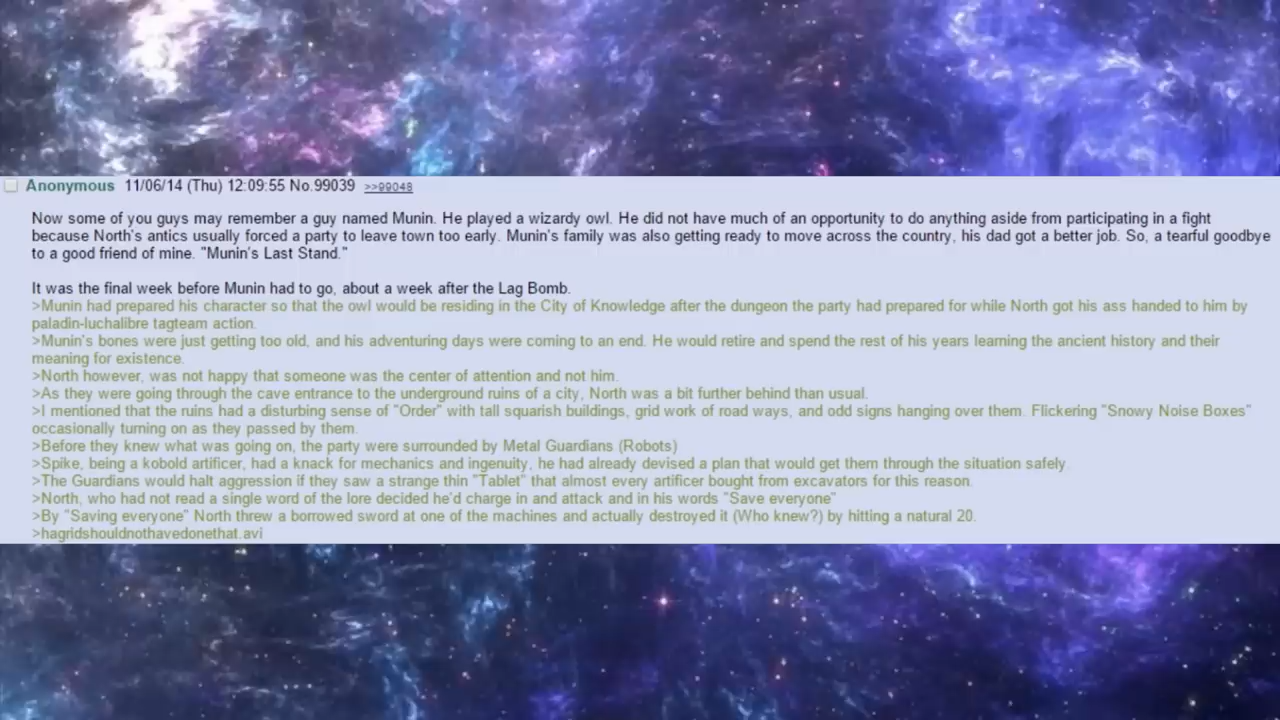 Anonymous 11/06/14 (Thu) 12:09:55 No.99039 >>99048
Now some of you guys may remember a guy named Munin. He played a wizardy owl. He did not have much of an opportunity to do anything aside from participating in a fight
because North's antics usually forced a party to leave town too early. Munin's family was also getting ready to move across the country, his dad got a better job. So, a tearful goodbye
to a good friend of mine. "Munin's Last Stand."
It was the final week before Munin had to go, about a week after the Lag Bomb.
>Munin had prepared his character so that the owl would be residing in the City of Knowledge after the dungeon the party had prepared for while North got his ass handed to him by
paladin-luchalibre tagteam action.
>Munin's bones were just getting too old, and his adventuring days were coming to an end. He would retire and spend the rest of his years learning the ancient history and their
meaning for existence.
>North however, was not happy that someone was the center of attention and not him.
>As they were going through the cave entrance to the underground ruins of a city, North was a bit further behind than usual.
>I mentioned that the ruins had a disturbing sense of "Order" with tall squarish buildings, grid work of road ways, and odd signs hanging over them. Flickering "Snowy Noise Boxes"
occasionally turning on as they passed by them.
>Before they knew what was going on, the party were surrounded by Metal Guardians (Robots)
>Spike, being a kobold artificer, had a knack for mechanics and ingenuity, he had already devised a plan that would get them through the situation safely.
>The Guardians would halt aggression if they saw a strange thin "Tablet" that almost every artificer bought from excavators for this reason.
>North, who had not read a single word of the lore decided he'd charge in and attack and in his words "Save everyone"
>By "Saving everyone" North threw a borrowed sword at one of the machines and actually destroyed it (Who knew?) by hitting a natural 20.
>hagridshouldnothavedonethat.avi